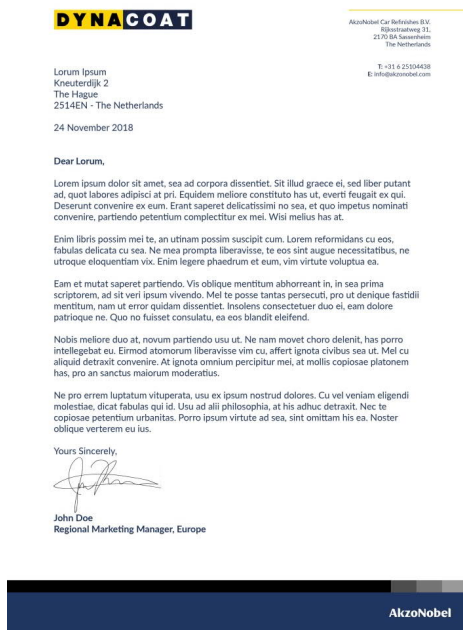 DYNACOAT
AkzoNobel Car Refinishes B.V.
Rijksstraatweg 31,
2170 BA Sassenheim
The Netherlands
T: +31 6 25104438
E: info@akzonobel.com
Lorum Ipsum
Kneuterdijk 2
The Hague
2514EN - The Netherlands
24 November 2018
Dear Lorum,
Lorem ipsum dolor sit amet, sea ad corpora dissentiet. Sit illud graece ei, sed liber putant
ad, quot labores adipisci at pri. Equidem meliore constituto has ut, everti feugait ex qui.
Deserunt convenire ex eum. Erant saperet delicatissimi no sea, et quo impetus nominati
convenire, partiendo petentium complectitur ex mei. Wisi melius has at.
Enim libris possim mei te, an utinam possim suscipit cum. Lorem reformidans cu eos,
fabulas delicata cu sea. Ne mea prompta liberavisse, te eos sint augue necessitatibus, ne
utroque eloquentiam vix. Enim legere phaedrum et eum, vim virtute voluptua ea.
Eam et mutat saperet partiendo. Vis oblique mentitum abhorreant in, in sea prima
scriptorem, ad sit veri ipsum vivendo. Mel te posse tantas persecuti, pro ut denique fastidii
mentitum, nam ut error quidam dissentiet. Insolens consectetuer duo ei, eam dolore
patrioque ne. Quo no fuisset consulatu, ea eos blandit eleifend.
Nobis meliore duo at, novum partiendo usu ut. Ne nam movet choro delenit, has porro
intellegebat eu. Eirmod atomorum liberavisse vim cu, affert ignota civibus sea ut. Mel cu
aliquid detraxit convenire. At ignota omnium percipitur mei, at mollis copiosae platonem
has, pro an sanctus maiorum moderatius.
Ne pro errem luptatum vituperata, usu ex ipsum nostrud dolores. Cu vel veniam eligendi
molestiae, dicat fabulas qui id. Usu ad alii philosophia, at his adhuc detraxit. Nec te
copiosae petentium urbanitas. Porro ipsum virtute ad sea, sint omittam his ea. Noster
oblique verterem eu ius.
Yours Sincerely,
John Doe
Regional Marketing Manager, Europe
AkzoNobel